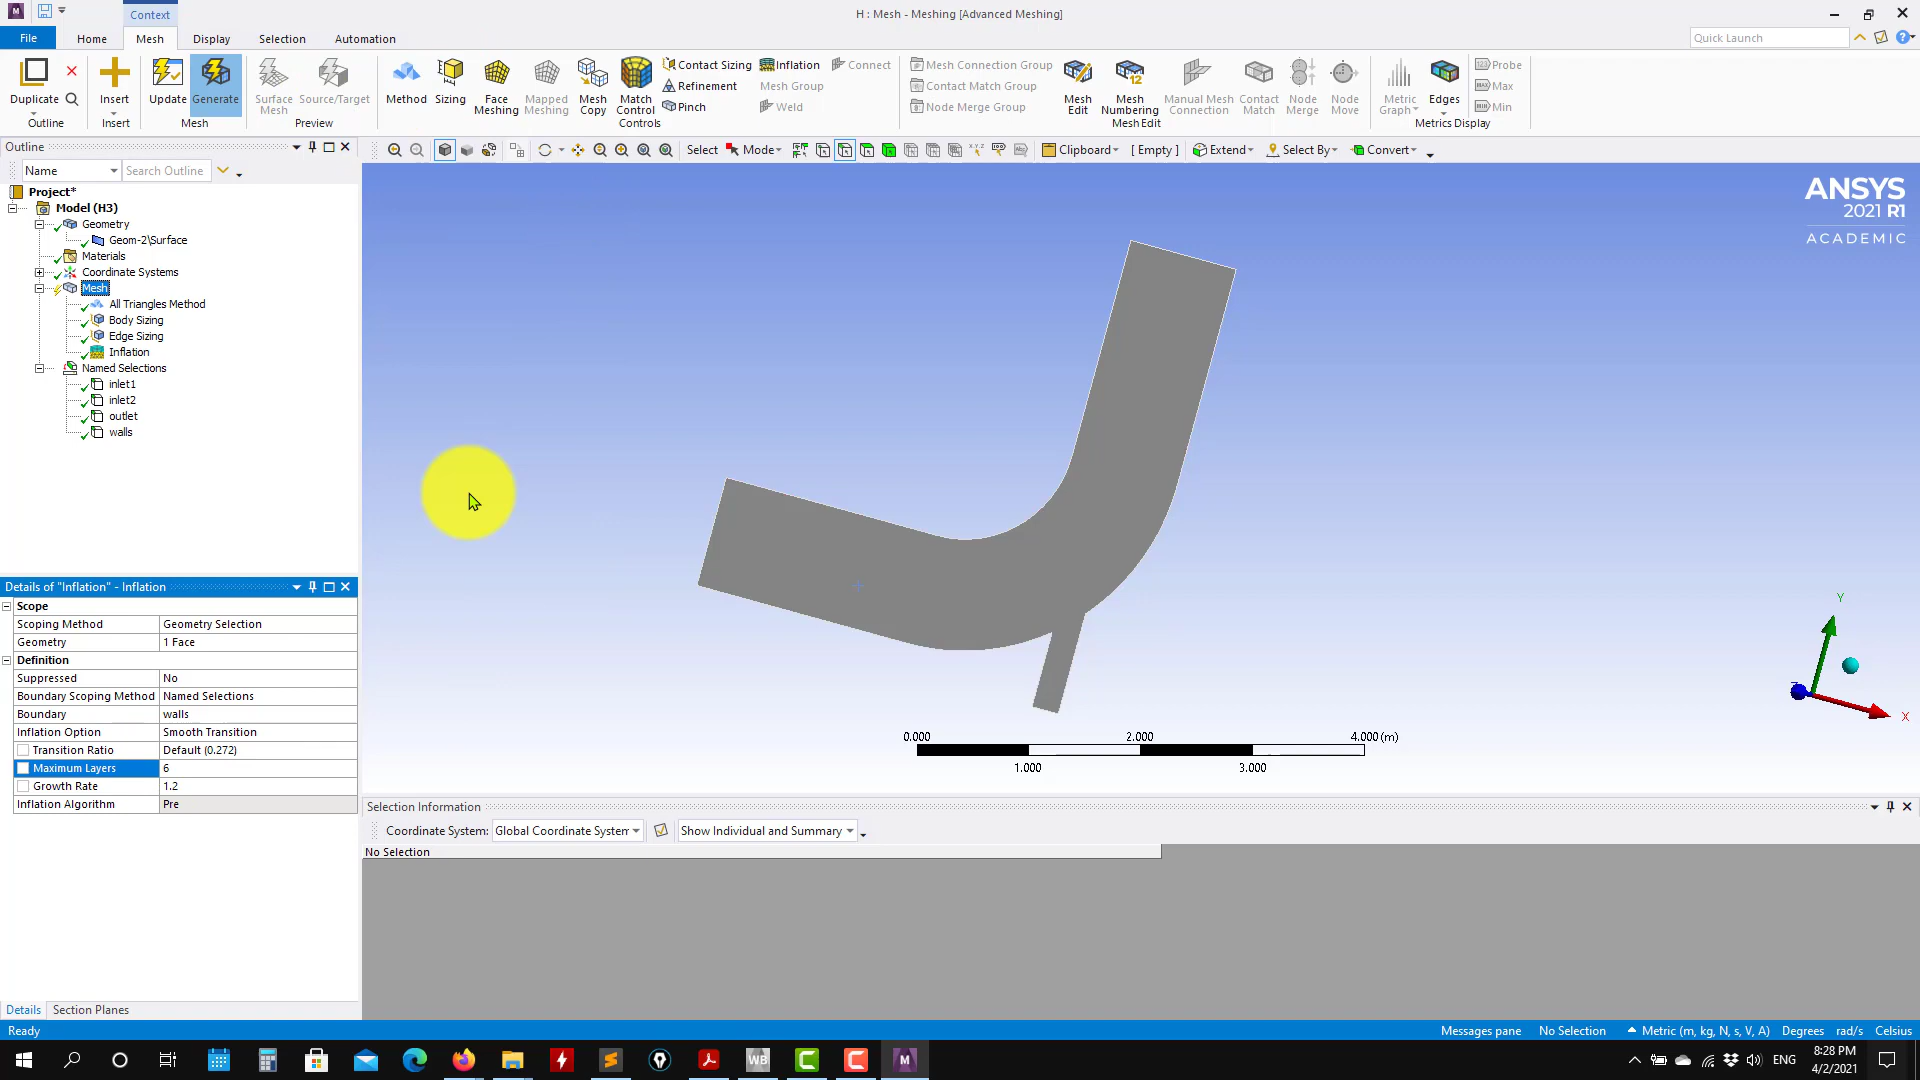 Context
H : Mesh - Meshing [Advanced Meshing]
File
Home
Mesh
Display
Selection
Automation
Quick Launch
Duplicate
Outline
Insert
Insert
Update
Generate
Mesh
Surface Mesh
Source/Target
Preview
Method
Sizing
Face Meshing
Mapped Meshing
Mesh Copy
Match Control
Contact Sizing
Refinement
Pinch
Inflation
Mesh Group
Weld
Connect
Controls
Mesh Connection Group
Contact Match Group
Node Merge Group
Mesh Edit
Mesh Numbering
Manual Mesh Connection
Contact Match
Node Merge
Node Move
Mesh Edit
Metric Graph
Edges
Probe
Max
Min
Metrics Display
Outline
Select
Mode
Clipboard
[ Empty ]
Extend
Select By
Convert
Name
Search Outline
Project*
Model (H3)
Geometry
Geom-2\Surface
Materials
Coordinate Systems
Mesh
All Triangles Method
Body Sizing
Edge Sizing
Inflation
Named Selections
inlet1
inlet2
outlet
walls
ANSYS
2021 R1
ACADEMIC
Details of "Inflation" - Inflation
Scope
Scoping Method Geometry Selection
Geometry 1 Face
Definition
Suppressed No
Boundary Scoping Method Named Selections
Boundary walls
Inflation Option Smooth Transition
Transition Ratio Default (0.272)
Maximum Layers 6
Growth Rate 1.2
Inflation Algorithm Pre
Y
Z
X
0.000 2.000 4.000 (m)
1.000 3.000
Selection Information
Coordinate System: Global Coordinate System Show Individual and Summary
No Selection
Details
Section Planes
Ready
Messages pane
No Selection
Metric (m, kg, N, s, V, A)
Degrees
rad/s
Celsius
WB
M
ENG
8:28 PM
4/2/2021